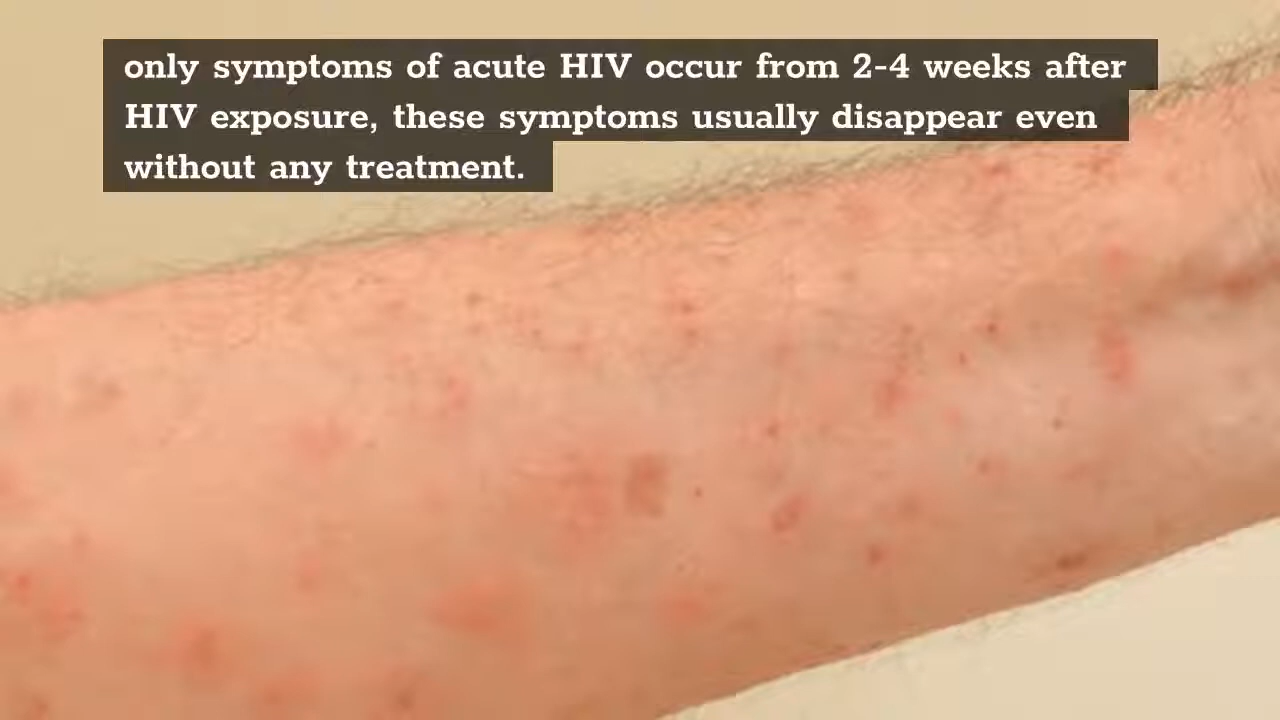 only symptoms of acute HIV occur from 2-4 weeks after
HIV exposure, these symptoms usually disappear even
without any treatment.